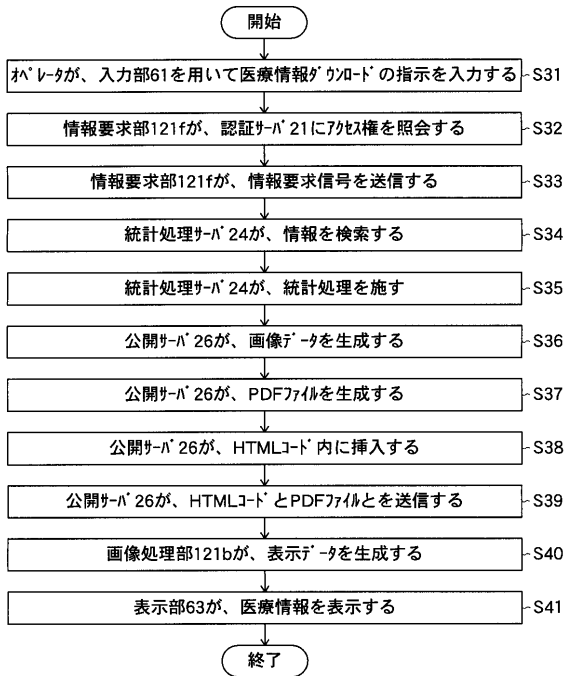 開始
ｵﾍﾟﾚｰﾀが、入力部61を用いて医療情報ﾀﾞｳﾝﾛｰﾄﾞの指示を入力する S31
情報要求部121fが、認証ｻｰﾊﾞ21にｱｸｾｽ権を照会する S32
情報要求部121fが、情報要求信号を送信する S33
統計処理ｻｰﾊﾞ24が、情報を検索する S34
統計処理ｻｰﾊﾞ24が、統計処理を施す S35
公開ｻｰﾊﾞ26が、画像ﾃﾞｰﾀを生成する S36
公開ｻｰﾊﾞ26が、PDFﾌｧｲﾙを生成する S37
公開ｻｰﾊﾞ26が、HTMLｺｰﾄﾞ内に挿入する S38
公開ｻｰﾊﾞ26が、HTMLｺｰﾄﾞとPDFﾌｧｲﾙとを送信する S39
画像処理部121bが、表示ﾃﾞｰﾀを生成する S40
表示部63が、医療情報を表示する S41
終了